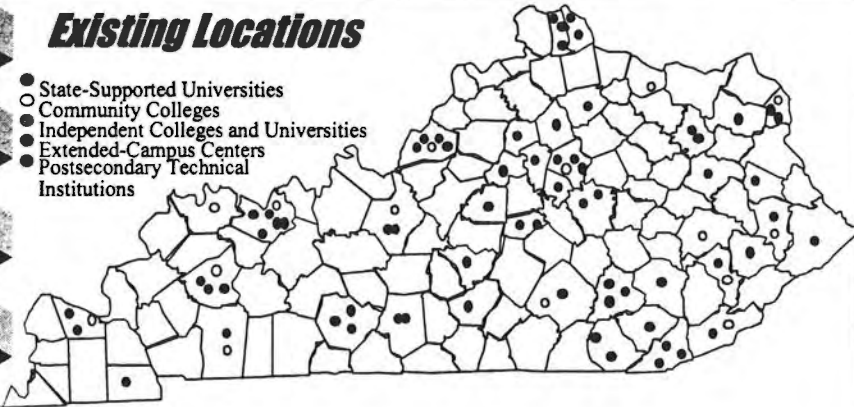 Existing Locations
State-Supported Universities
Community Colleges
Independent Colleges and Universities
Extended-Campus Centers
Postsecondary Technical
Institutions